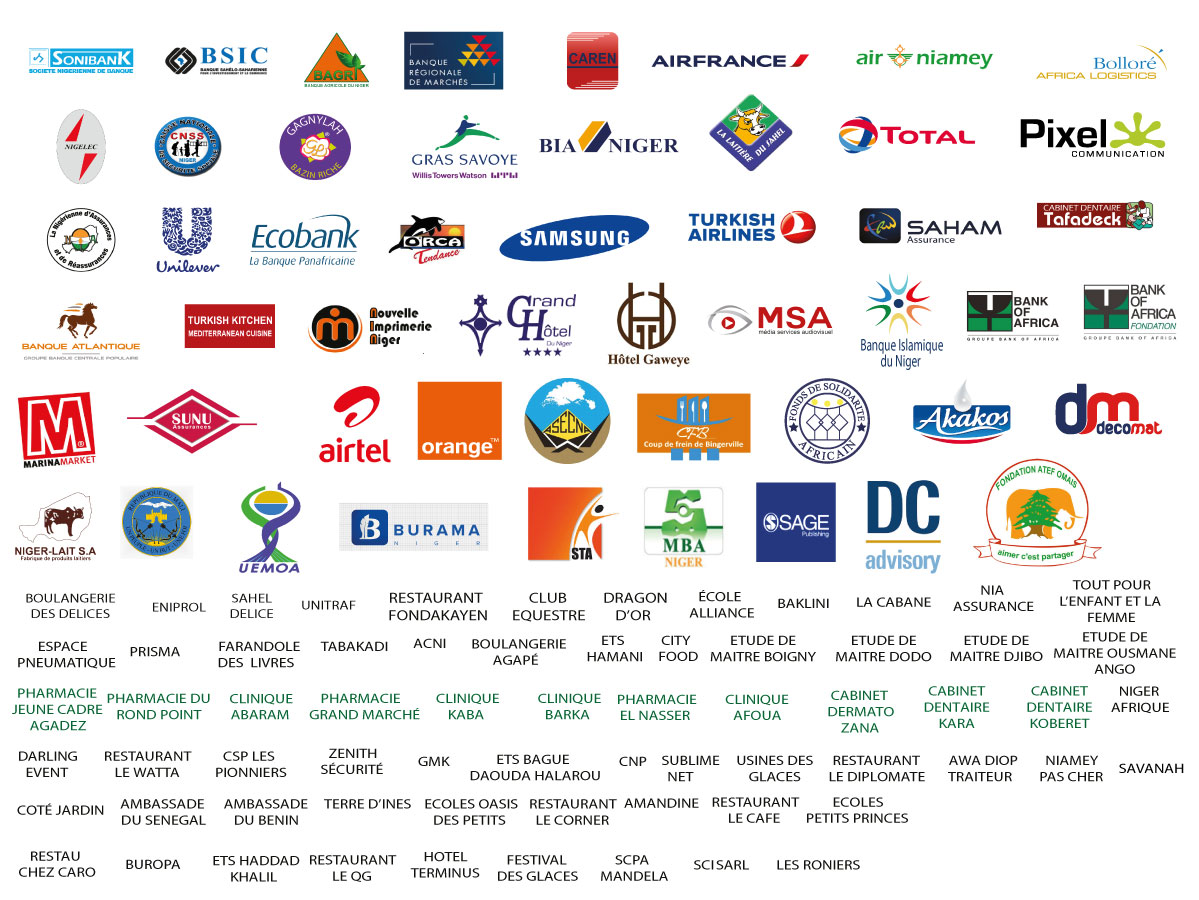 SONIBANK
SOCIÉTÉ NIGÉRIENNE DE BANQUE
BSIC
BANQUE SAHÉLO-SAHARIENNE
POUR L'INVESTISSEMENT ET LE COMMERCE
BAGRI
BANQUE AGRICOLE DU NIGER
BANQUE
RÉGIONALE
DE MARCHÉS
CAREN
AIRFRANCE
air niamey
Bolloré
AFRICA LOGISTICS
NIGELEC
CAISSE NATIONALE
CNSS
NIGER
DE SECURITE SOCIALE
GAGNYLAH
GP
BAZIN RICHE
GRAS SAVOYE
Willis Towers Watson
BIA NIGER
LA LAITIÈRE DU SAHEL
TOTAL
Pixel
COMMUNICATION
La Nigérienne d'Assurances
et de Réassurances
Unilever
Ecobank
La Banque Panafricaine
ORCA
Tendance
SAMSUNG
TURKISH
AIRLINES
SAHAM
Assurance
CABINET DENTAIRE
Tafadeck
BANQUE ATLANTIQUE
GROUPE BANQUE CENTRALE POPULAIRE
TURKISH KITCHEN
MEDITERRANEAN CUISINE
Nouvelle
Imprimerie
Niger
Grand
Hôtel
Du Niger
Hôtel Gaweye
MSA
média services audiovisuel
Banque Islamique
du Niger
BANK
OF
AFRICA
GROUPE BANK OF AFRICA
BANK
OF
AFRICA
FONDATION
GROUPE BANK OF AFRICA
M®
MARINAMARKET
SUNU
Assurances
airtel
orange™
ASECNA
CFB
Coup de frein de Bingerville
FONDS DE SOLIDARITÉ
AFRICAIN
Akakos
dm
decomat
NIGER-LAIT S.A
Fabrique de produits laitiers
REPUBLIQUE DU MALI
UEMOA
BURAMA
NIGER
STA
MBA
NIGER
SAGE
Publishing
DC
advisory
FONDATION ATEF OMAIS
aimer c'est partager
BOULANGERIE
DES DELICES
ENIPROL
SAHEL
DELICE
UNITRAF
RESTAURANT
FONDAKAYEN
CLUB
EQUESTRE
DRAGON
D'OR
ÉCOLE
ALLIANCE
BAKLINI
LA CABANE
NIA
ASSURANCE
TOUT POUR
L'ENFANT ET LA
FEMME
ESPACE
PNEUMATIQUE
PRISMA
FARANDOLE
DES LIVRES
TABAKADI
ACNI
BOULANGERIE
AGAPÉ
ETS
HAMANI
CITY
FOOD
ETUDE DE
MAITRE BOIGNY
ETUDE DE
MAITRE DODO
ETUDE DE
MAITRE DJIBO
ETUDE DE
MAITRE OUSMANE
ANGO
PHARMACIE
JEUNE CADRE
AGADEZ
PHARMACIE DU
ROND POINT
CLINIQUE
ABARAM
PHARMACIE
GRAND MARCHÉ
CLINIQUE
KABA
CLINIQUE
BARKA
PHARMACIE
EL NASSER
CLINIQUE
AFOUA
CABINET
DERMATO
ZANA
CABINET
DENTAIRE
KARA
CABINET
DENTAIRE
KOBERET
NIGER
AFRIQUE
DARLING
EVENT
RESTAURANT
LE WATTA
CSP LES
PIONNIERS
ZENITH
SÉCURITÉ
GMK
ETS BAGUE
DAOUDA HALAROU
CNP
SUBLIME
NET
USINES DES
GLACES
RESTAURANT
LE DIPLOMATE
AWA DIOP
TRAITEUR
NIAMEY
PAS CHER
SAVANAH
COTÉ JARDIN
AMBASSADE
DU SENEGAL
AMBASSADE
DU BENIN
TERRE D'INES
ECOLES OASIS
DES PETITS
RESTAURANT
LE CORNER
AMANDINE
RESTAURANT
LE CAFE
ECOLES
PETITS PRINCES
RESTAU
CHEZ CARO
BUROPA
ETS HADDAD
KHALIL
RESTAURANT
LE QG
HOTEL
TERMINUS
FESTIVAL
DES GLACES
SCPA
MANDELA
SCI SARL
LES RONIERS